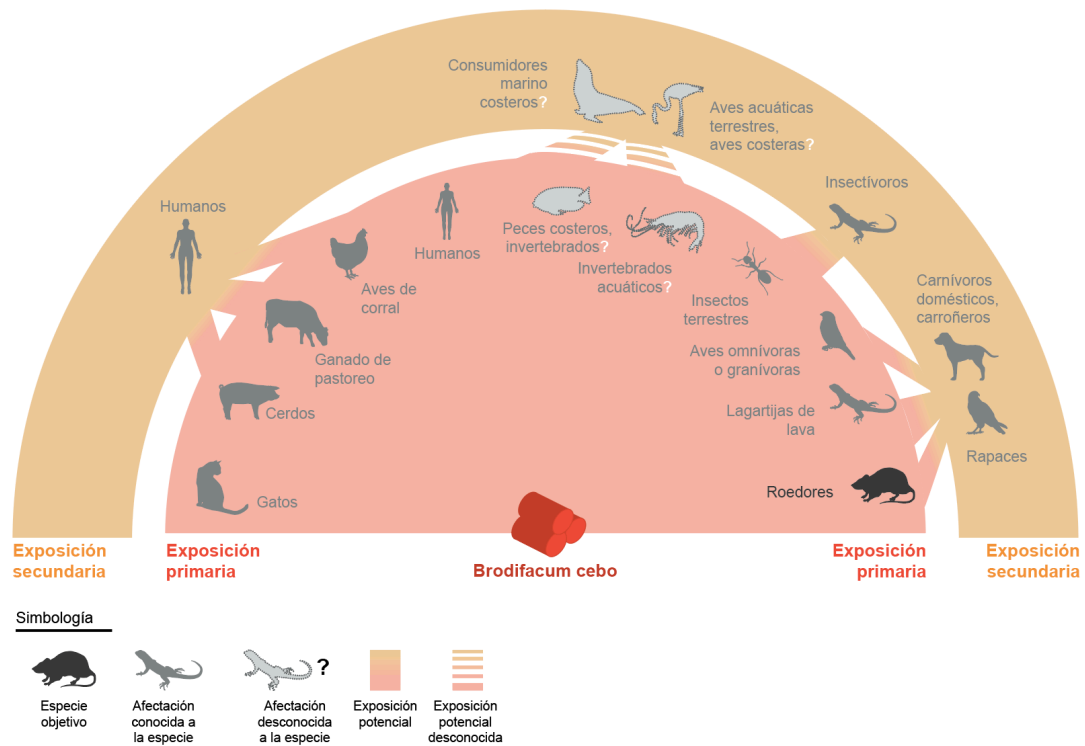 Consumidores
marino
costeros?
Aves acuáticas
terrestres,
aves costeras?
Humanos
Insectívoros
Humanos
Peces costeros,
invertebrados?
Invertebrados
acuáticos?
Aves de
corral
Insectos
terrestres
Carnívoros
domésticos,
carroñeros
Ganado de
pastoreo
Aves omnívoras
o granívoras
Cerdos
Lagartijas de
lava
Rapaces
Gatos
Roedores
Exposición
secundaria
Exposición
primaria
Brodifacum cebo
Exposición
primaria
Exposición
secundaria
Simbología
?
Especie
objetivo
Afectación
conocida a
la especie
Afectación
desconocida
a la especie
Exposición
potencial
Exposición
potencial
desconocida